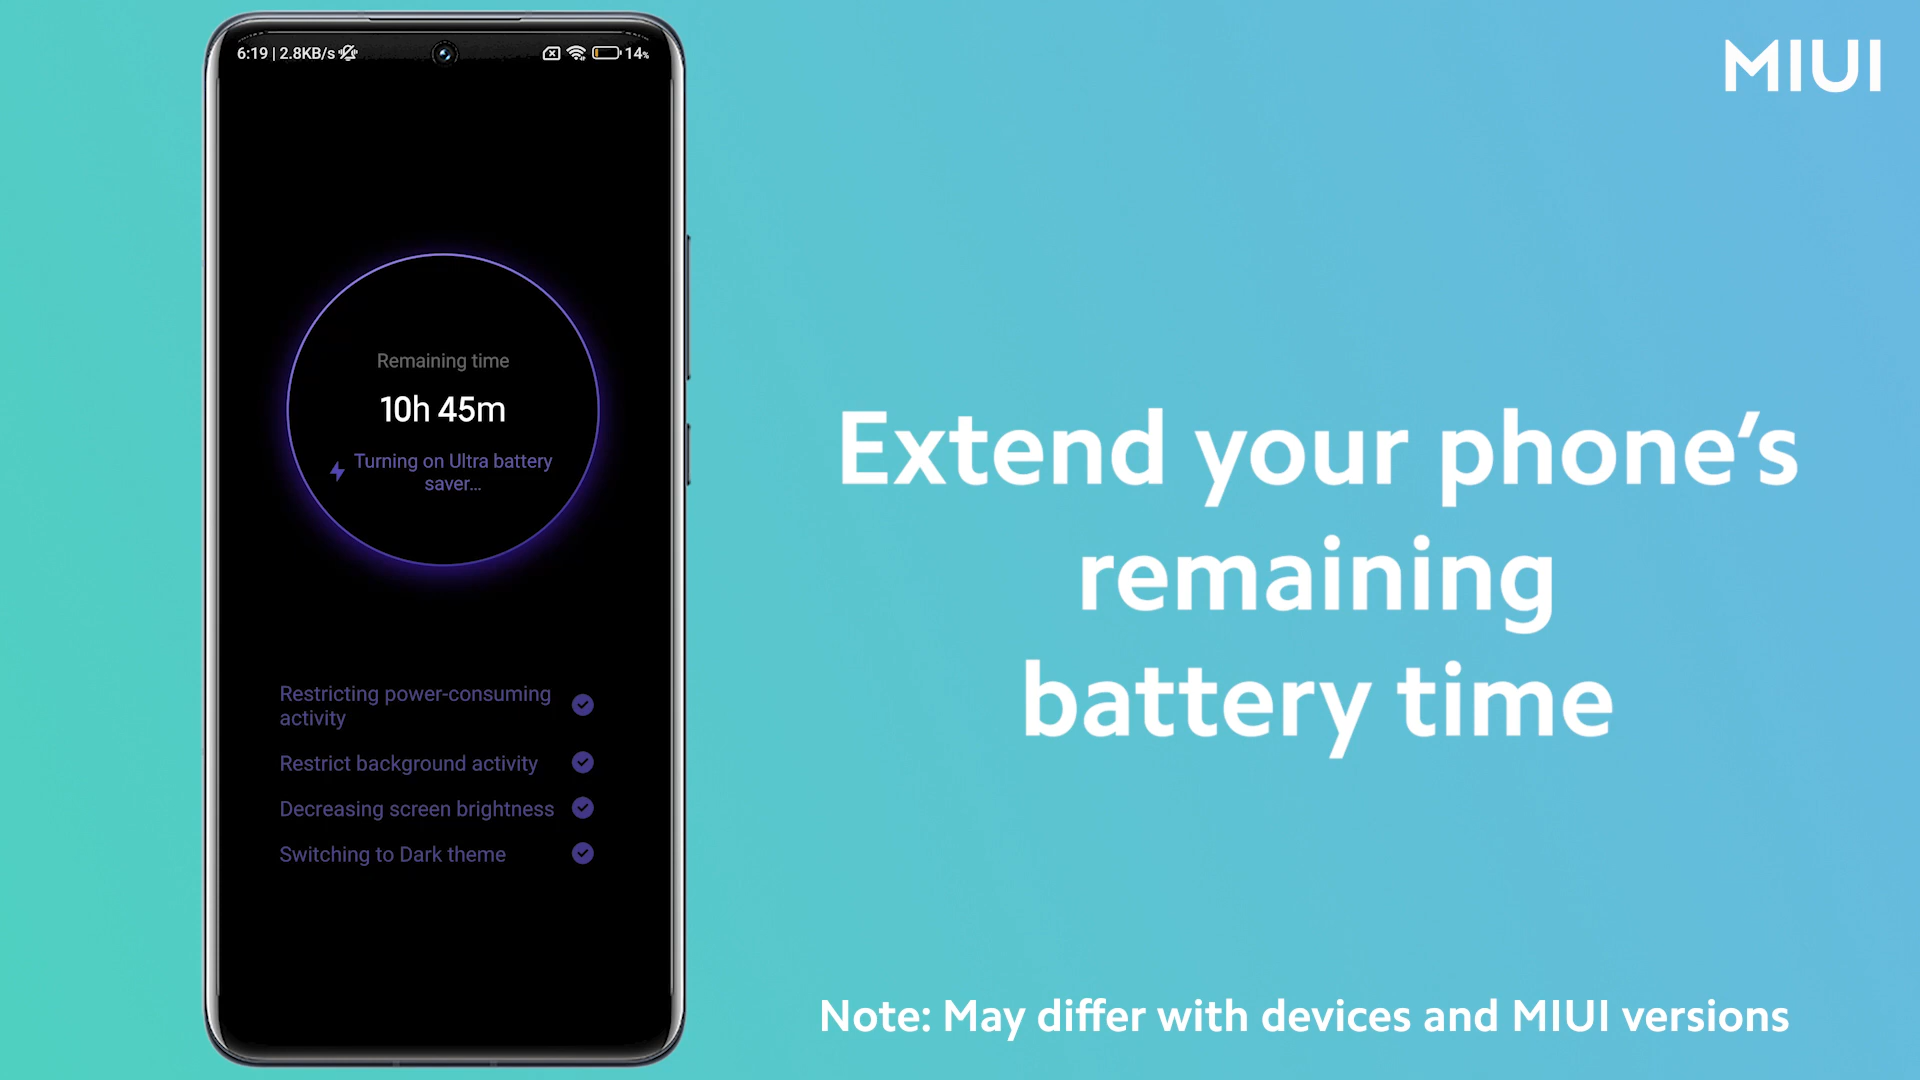 6:19 | 2.8KB/s
14%
Remaining time
10h 45m
Turning on Ultra battery
saver...
Restricting power-consuming
activity
Restrict background activity
Decreasing screen brightness
Switching to Dark theme
MIUI
Extend your phone’s
remaining
battery time
Note: May differ with devices and MIUI versions